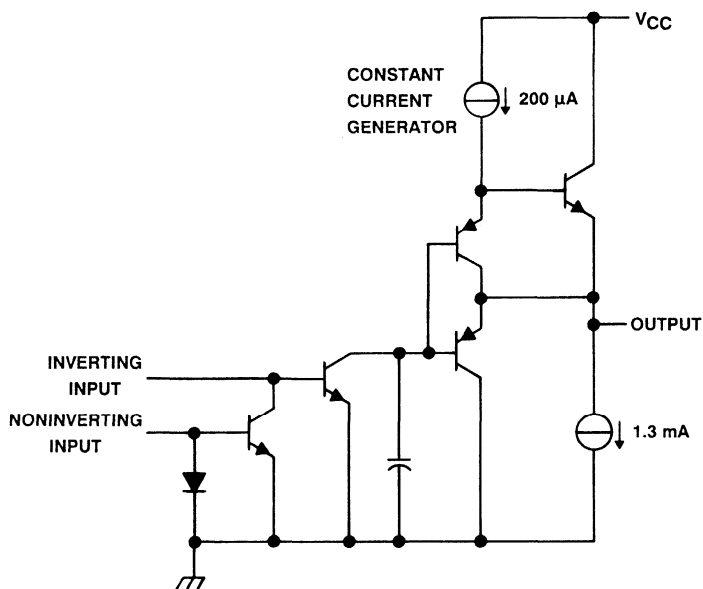 VCC
CONSTANT
CURRENT
GENERATOR
200 µA
OUTPUT
INVERTING
INPUT
NONINVERTING
INPUT
1.3 mA